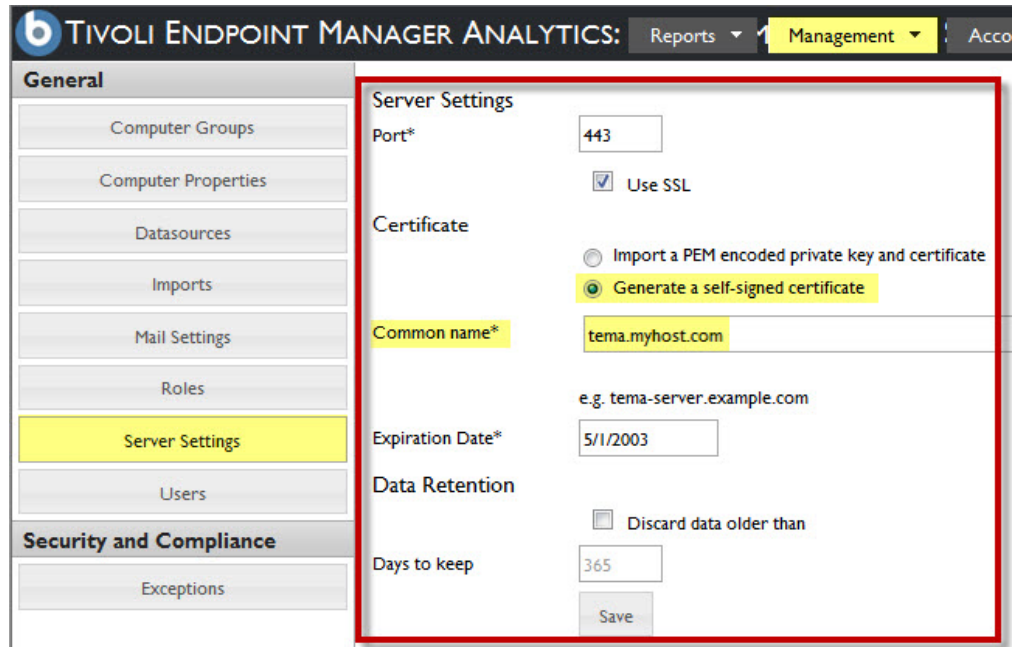 b TIVOLI ENDPOINT MANAGER ANALYTICS: Reports Management Acco
General
Computer Groups
Computer Properties
Datasources
Imports
Mail Settings
Roles
Server Settings
Users
Security and Compliance
Exceptions
Server Settings
Port* 443
Use SSL
Certificate
Import a PEM encoded private key and certificate
Generate a self-signed certificate
Common name* tema.myhost.com
e.g. tema-server.example.com
Expiration Date* 5/1/2003
Data Retention
Discard data older than
Days to keep 365
Save